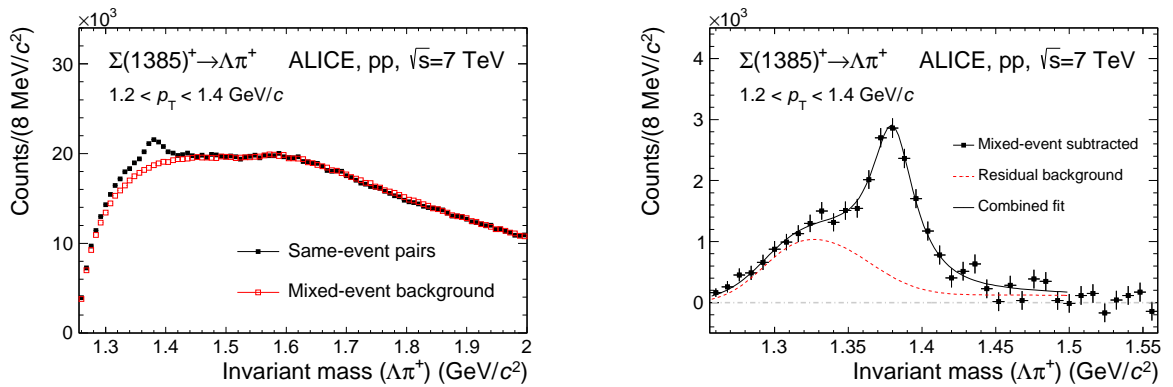 ×10³
Σ(1385)⁺→Λπ⁺ ALICE, pp, √s=7 TeV
1.2 < p_T < 1.4 GeV/c
Counts/(8 MeV/c²)
30
20
10
0
Same-event pairs
Mixed-event background
1.3 1.4 1.5 1.6 1.7 1.8 1.9 2
Invariant mass (Λπ⁺) (GeV/c²)
×10³
Σ(1385)⁺→Λπ⁺ ALICE, pp, √s=7 TeV
1.2 < p_T < 1.4 GeV/c
Counts/(8 MeV/c²)
4
3
2
1
0
Mixed-event subtracted
Residual background
Combined fit
1.3 1.35 1.4 1.45 1.5 1.55
Invariant mass (Λπ⁺) (GeV/c²)